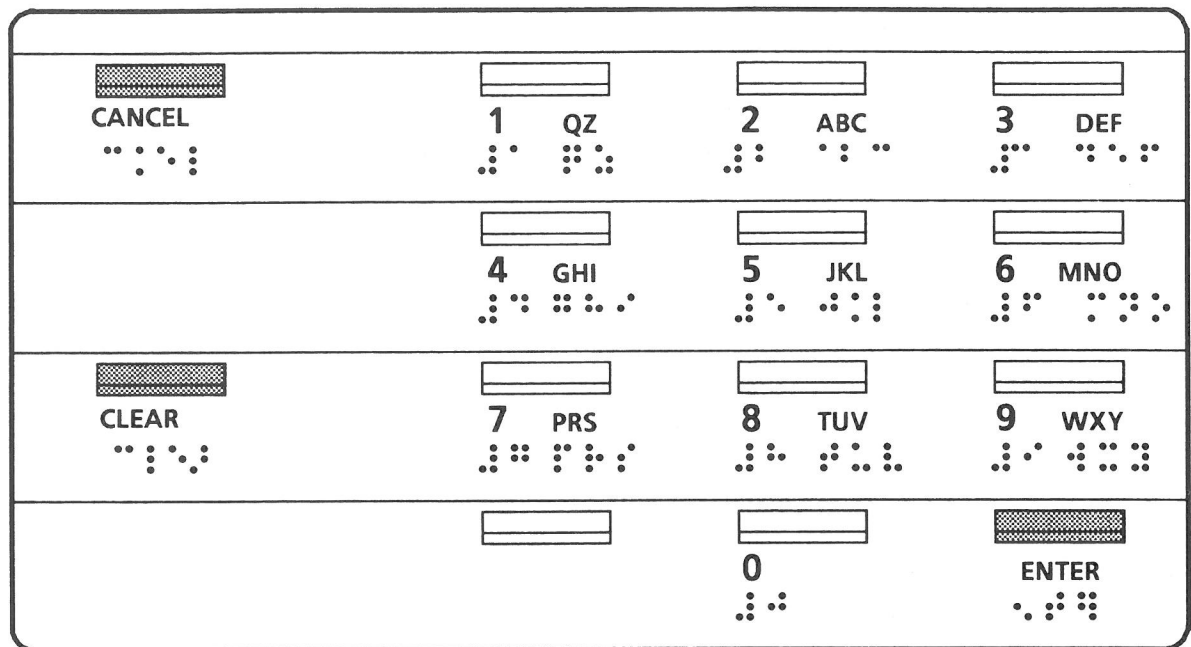 CANCEL 1 QZ 2 ABC 3 DEF
⠉⠨⠑⠇ ⠼⠁ ⠟⠵ ⠼⠃ ⠁⠃⠉ ⠼⠉ ⠙⠑⠋
4 GHI 5 JKL 6 MNO
⠼⠙ ⠛⠓⠊ ⠼⠑ ⠚⠅⠇ ⠼⠋ ⠍⠝⠕
CLEAR 7 PRS 8 TUV 9 WXY
⠉⠇⠑⠜ ⠼⠛ ⠏⠗⠎ ⠼⠓ ⠞⠥⠧ ⠼⠊ ⠺⠭⠽
0 ENTER
⠼⠚ ⠢⠞⠻